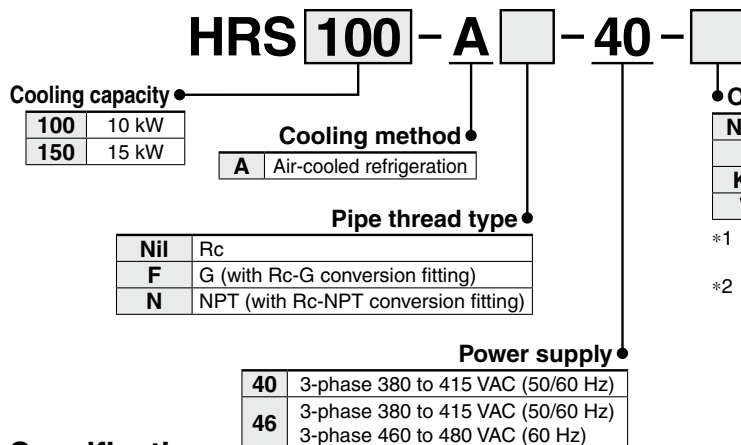 HRS 100 - A - 40 -
Cooling capacity
100 10 kW
150 15 kW
Cooling method
A Air-cooled refrigeration
Pipe thread type
Nil Rc
F G (with Rc-G conversion fitting)
N NPT (with Rc-NPT conversion fitting)
Power supply
40 3-phase 380 to 415 VAC (50/60 Hz)
46 3-phase 380 to 415 VAC (50/60 Hz)
3-phase 460 to 480 VAC (60 Hz)
*1
*2